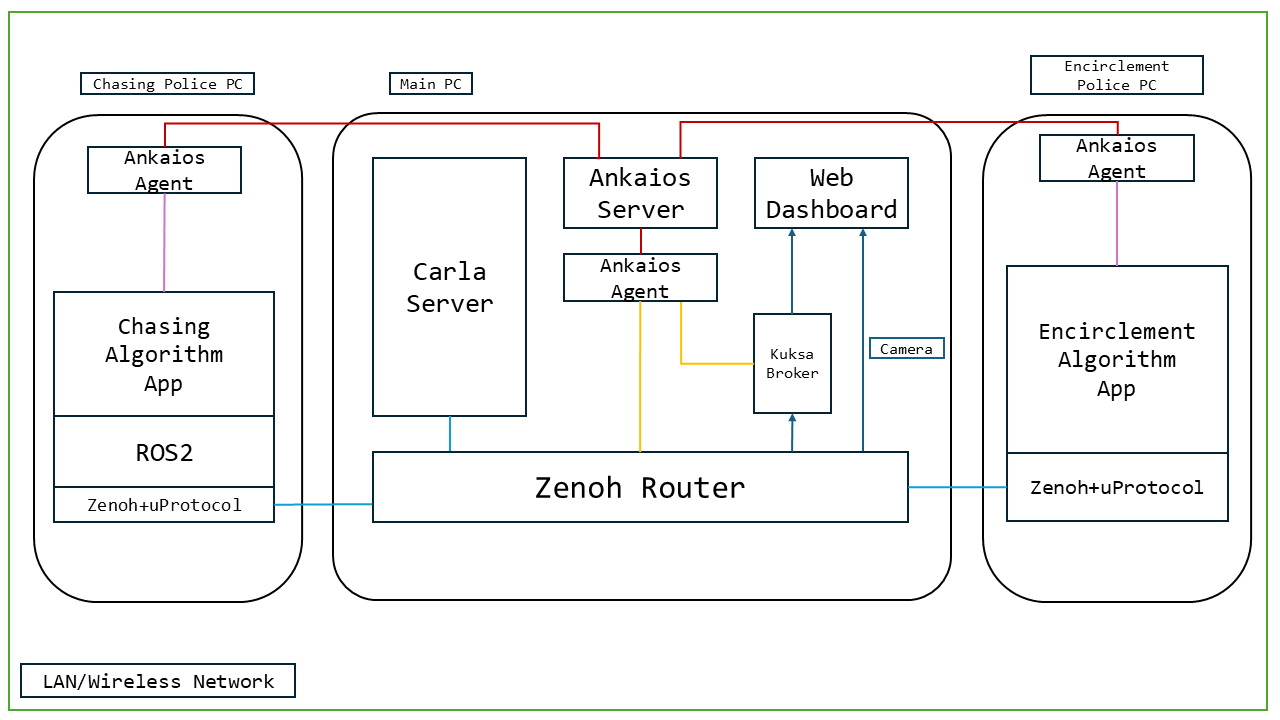 Chasing Police PC
Main PC
Encirclement
Police PC
Ankaios
Agent
Ankaios
Server
Web
Dashboard
Ankaios
Agent
Carla
Server
Ankaios
Agent
Chasing
Algorithm
App
Kuksa
Broker
Camera
Encirclement
Algorithm
App
ROS2
Zenoh+uProtocol
Zenoh Router
Zenoh+uProtocol
LAN/Wireless Network